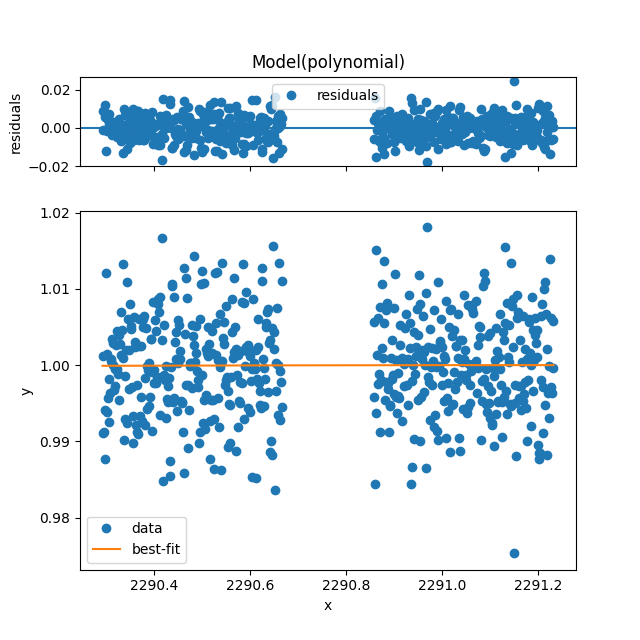 Model(polynomial)
0.02
0.00
−0.02
residuals
residuals
1.02
1.01
1.00
0.99
0.98
y
data
best-fit
2290.4
2290.6
2290.8
2291.0
2291.2
x